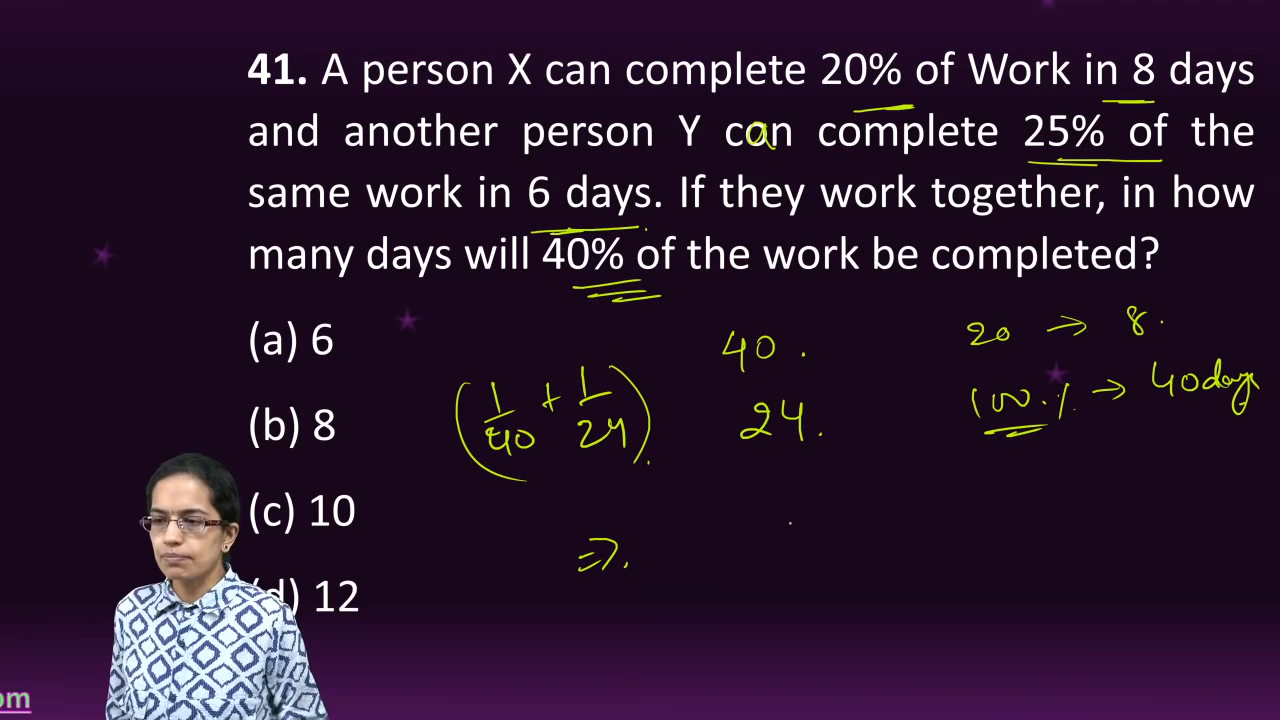 41. A person X can complete 20% of Work in 8 days
and another person Y can complete 25% of the
same work in 6 days. If they work together, in how
many days will 40% of the work be completed?
(a) 6
(b) 8
(c) 10
(d) 12
(1/40 + 1/24).
40.
24.
20 → 8.
100% → 40days
⇒.
om